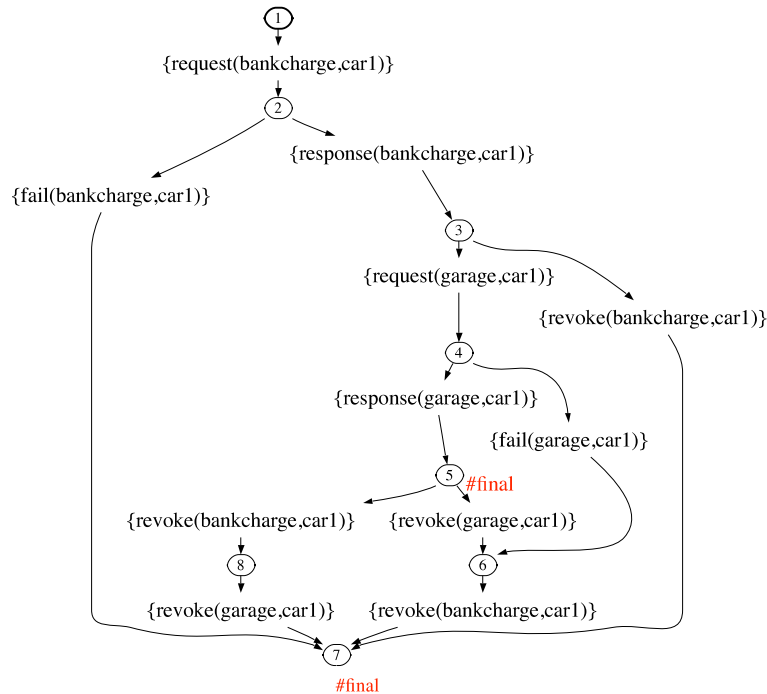 1
{request(bankcharge,car1)}
2
{response(bankcharge,car1)}
{fail(bankcharge,car1)}
3
{request(garage,car1)}
{revoke(bankcharge,car1)}
4
{response(garage,car1)}
{fail(garage,car1)}
5
#final
{revoke(bankcharge,car1)}
{revoke(garage,car1)}
8
6
{revoke(garage,car1)}
{revoke(bankcharge,car1)}
7
#final